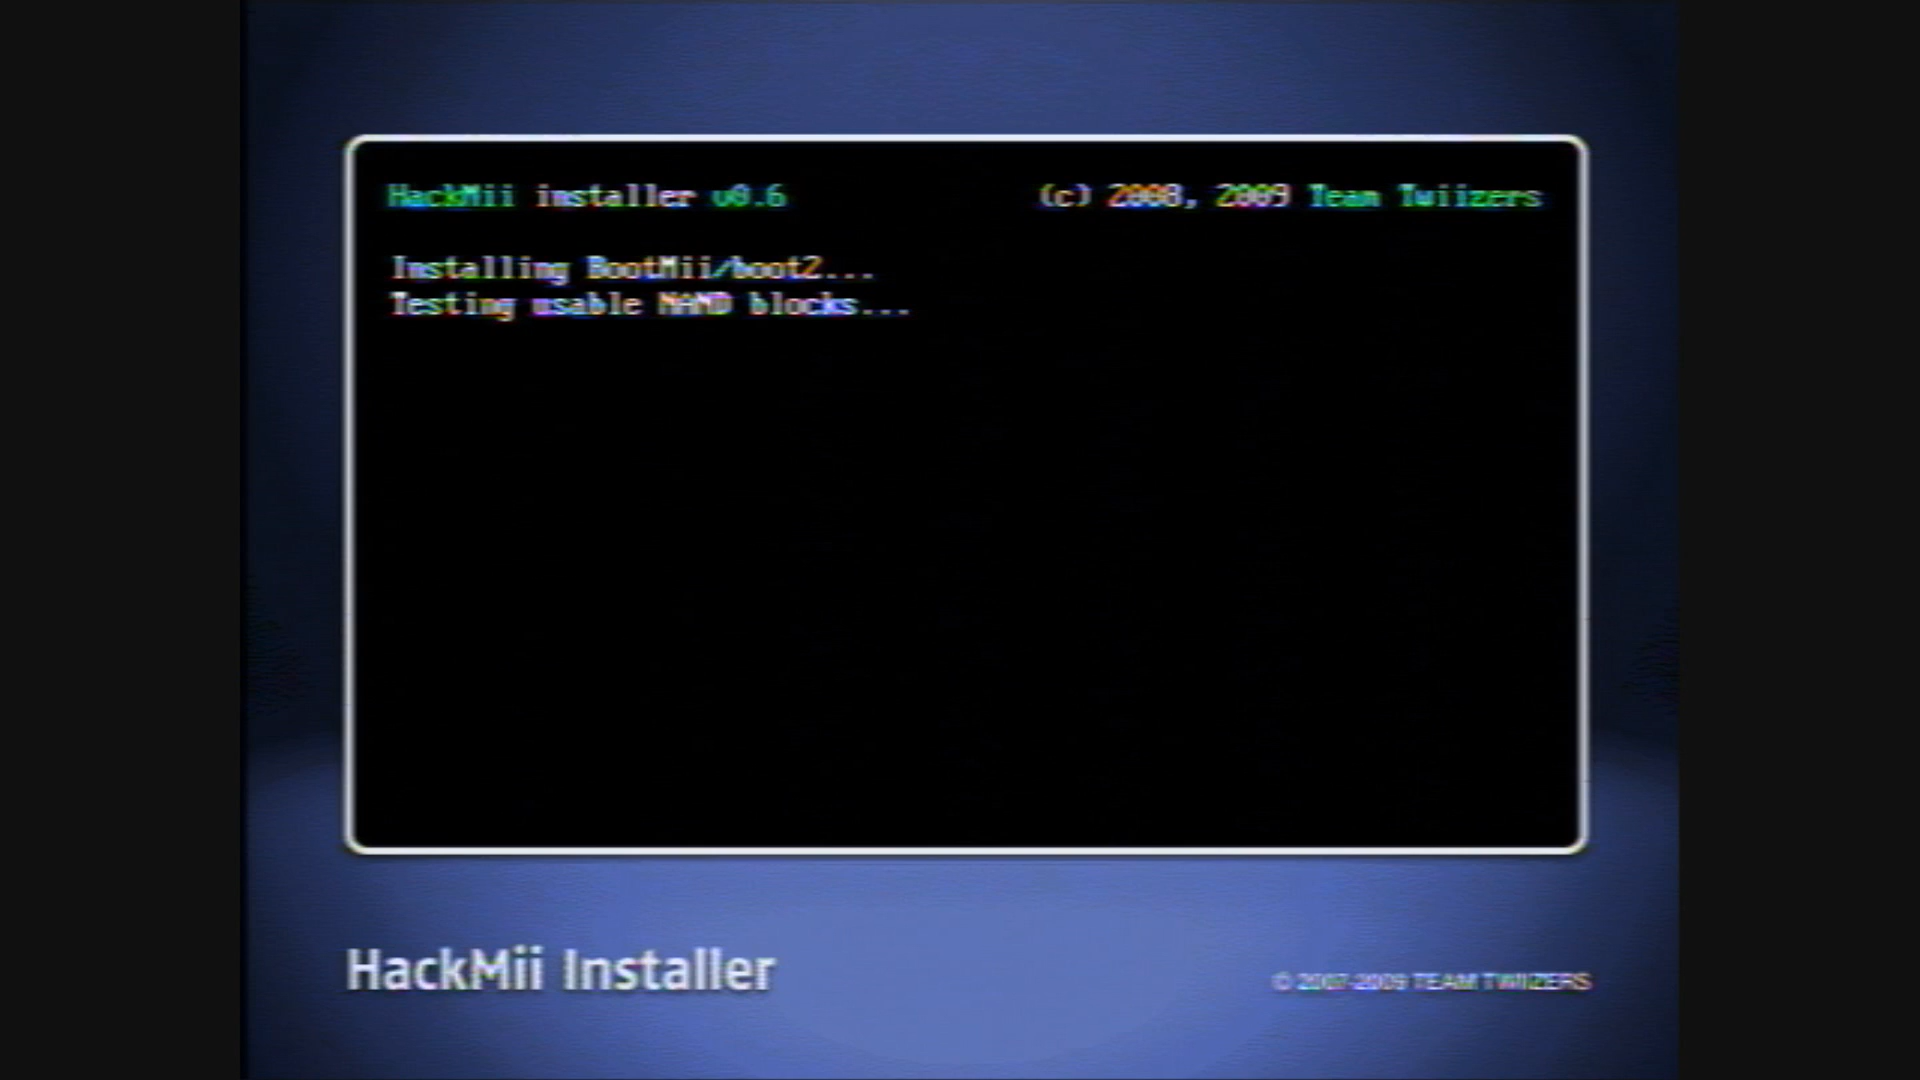 HackMii installer v0.6 (c) 2008, 2009 Team Twiizers
Installing BootMii/boot2...
Testing usable NAND blocks...
HackMii Installer © 2007-2009 TEAM TWIIZERS